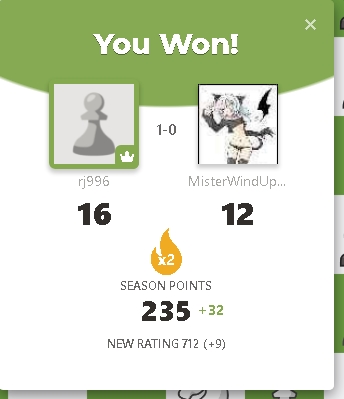 You Won!
1-0
rj996
MisterWindUp...
16
12
x2
SEASON POINTS
235 +32
NEW RATING 712 (+9)